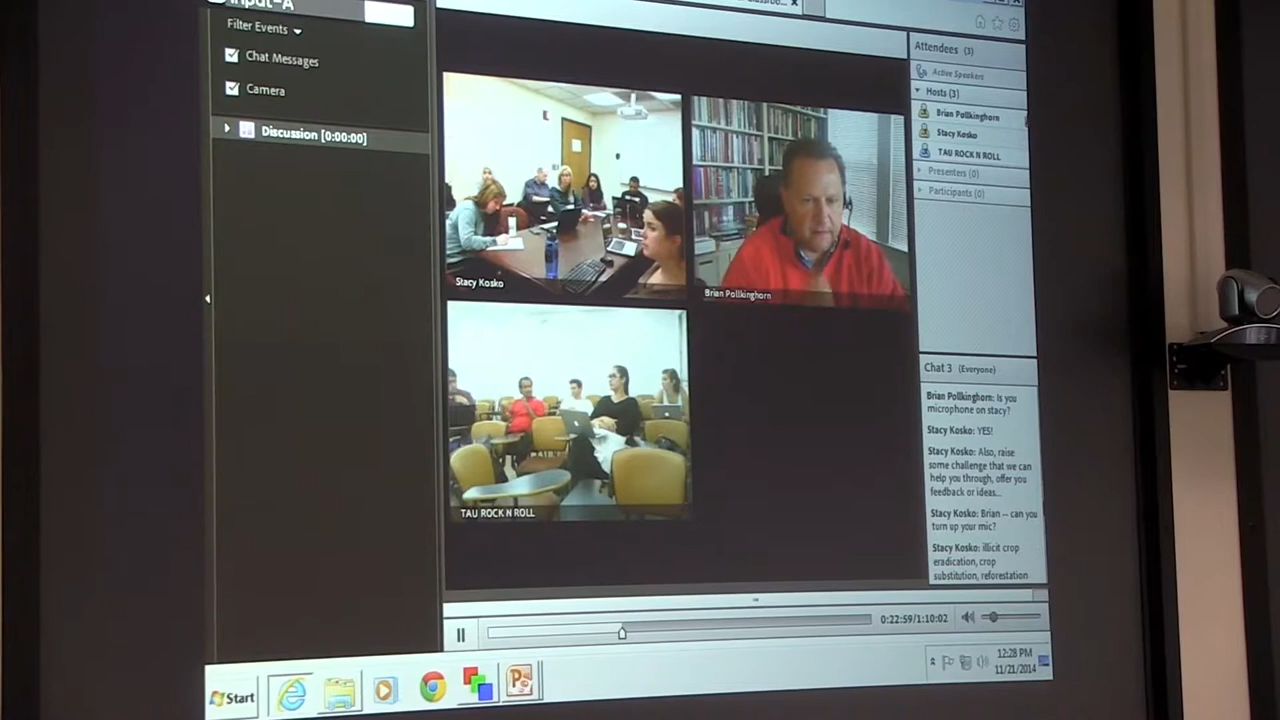 Input-A
Filter Events
Chat Messages
Camera
Discussion [0:00:00]
Stacy Kosko
Brian Pollkinghorn
TAU ROCK N ROLL
Attendees (3)
Active Speakers
Hosts (3)
Brian Pollkinghorn
Stacy Kosko
TAU ROCK N ROLL
Presenters (0)
Participants (0)
Chat 3 (Everyone)
Brian Pollkinghorn: Is you
microphone on stacy?
Stacy Kosko: YES!
Stacy Kosko: Also, raise
some challenge that we can
help you through, offer you
feedback or ideas...
Stacy Kosko: Brian -- can you
turn up your mic?
Stacy Kosko: illicit crop
eradication, crop
substitution, reforestation
0:22:59/1:10:02
Start
12:28 PM
11/21/2014